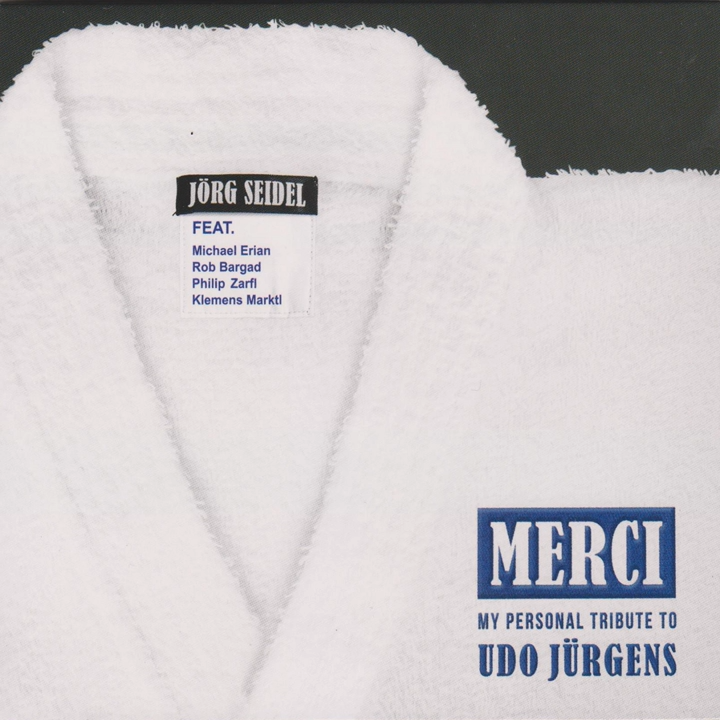 JÖRG SEIDEL
FEAT.
Michael Erian
Rob Bargad
Philip Zarfl
Klemens Marktl
MERCI
MY PERSONAL TRIBUTE TO
UDO JÜRGENS